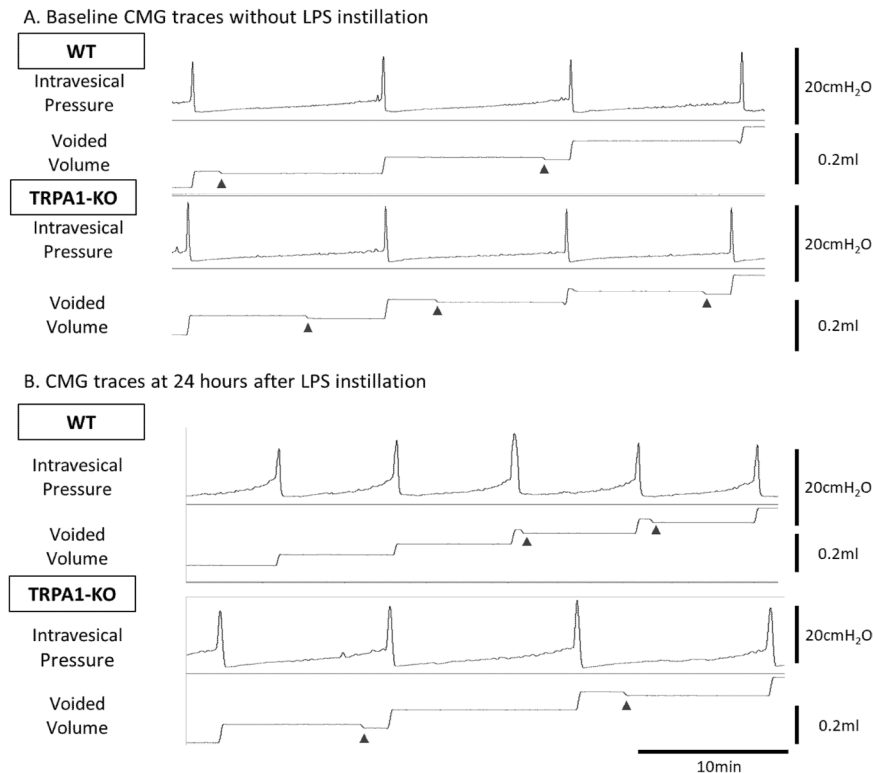 A. Baseline CMG traces without LPS instillation
WT
Intravesical
Pressure
20cmH₂O
Voided
Volume
0.2ml
TRPA1-KO
Intravesical
Pressure
20cmH₂O
Voided
Volume
0.2ml
B. CMG traces at 24 hours after LPS instillation
WT
Intravesical
Pressure
20cmH₂O
Voided
Volume
0.2ml
TRPA1-KO
Intravesical
Pressure
20cmH₂O
Voided
Volume
0.2ml
10min